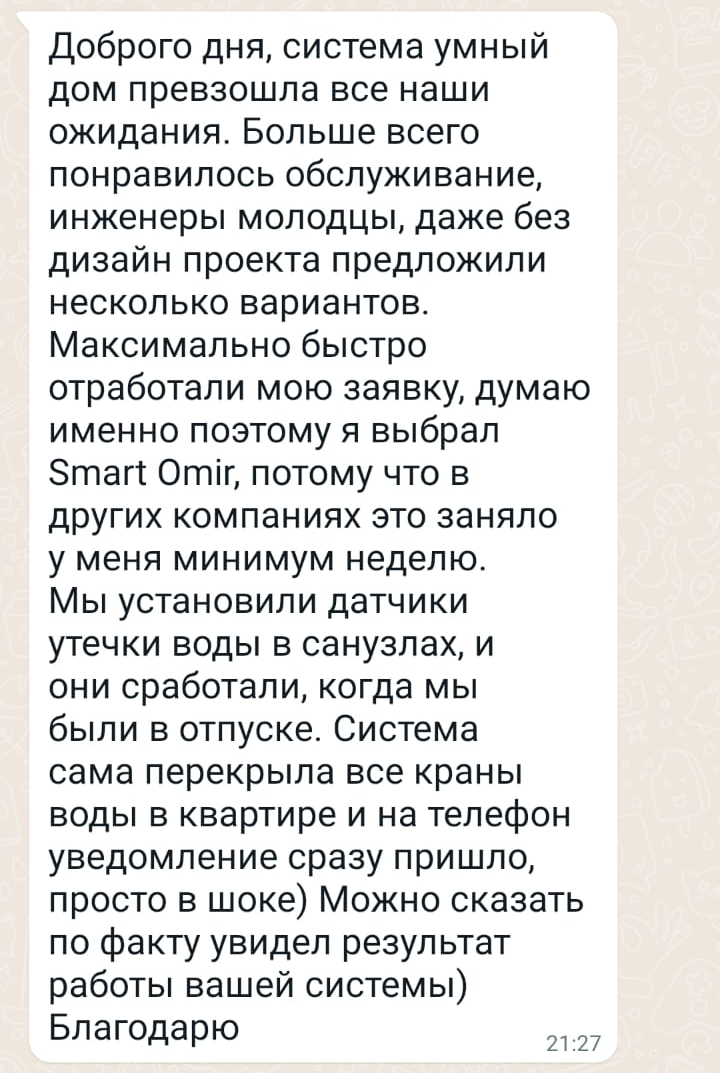 Доброго дня, система умный
дом превзошла все наши
ожидания. Больше всего
понравилось обслуживание,
инженеры молодцы, даже без
дизайн проекта предложили
несколько вариантов.
Максимально быстро
отработали мою заявку, думаю
именно поэтому я выбрал
Smart Omir, потому что в
других компаниях это заняло
у меня минимум неделю.
Мы установили датчики
утечки воды в санузлах, и
они сработали, когда мы
были в отпуске. Система
сама перекрыла все краны
воды в квартире и на телефон
уведомление сразу пришло,
просто в шоке) Можно сказать
по факту увидел результат
работы вашей системы)
Благодарю
21:27